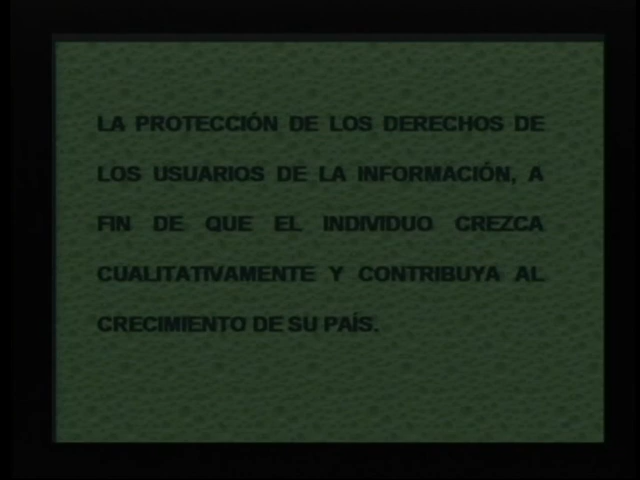 LA PROTECCIÓN DE LOS DERECHOS DE
LOS USUARIOS DE LA INFORMACIÓN, A
FIN DE QUE EL INDIVIDUO CREZCA
CUALITATIVAMENTE Y CONTRIBUYA AL
CRECIMIENTO DE SU PAÍS.